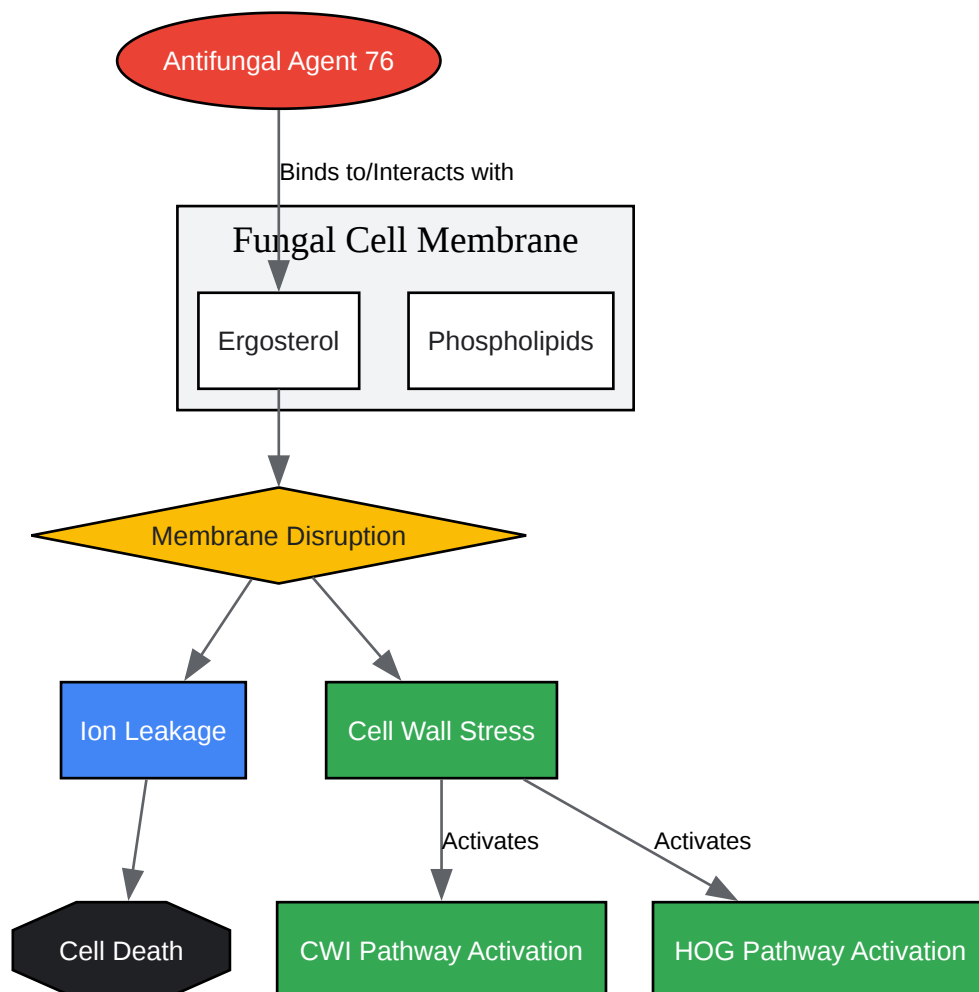 Antifungal Agent 76
Binds to/Interacts with
Fungal Cell Membrane
Ergosterol
Phospholipids
Membrane Disruption
Ion Leakage
Cell Wall Stress
Activates
Activates
Cell Death
CWI Pathway Activation
HOG Pathway Activation